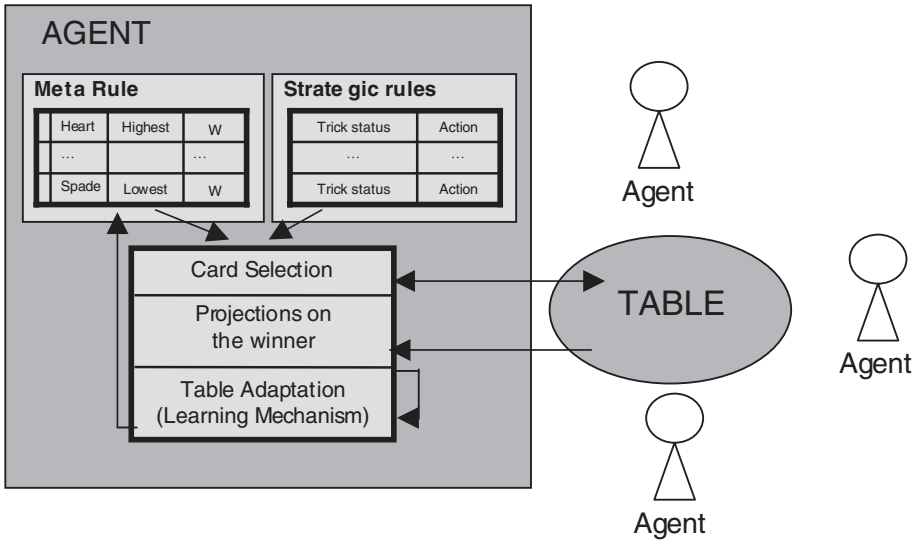 AGENT
Meta Rule
Heart Highest W
... ...
Spade Lowest W
Strate gic rules
Trick status Action
... ...
Trick status Action
Card Selection
Projections on
the winner
Table Adaptation
(Learning Mechanism)
TABLE
Agent
Agent
Agent